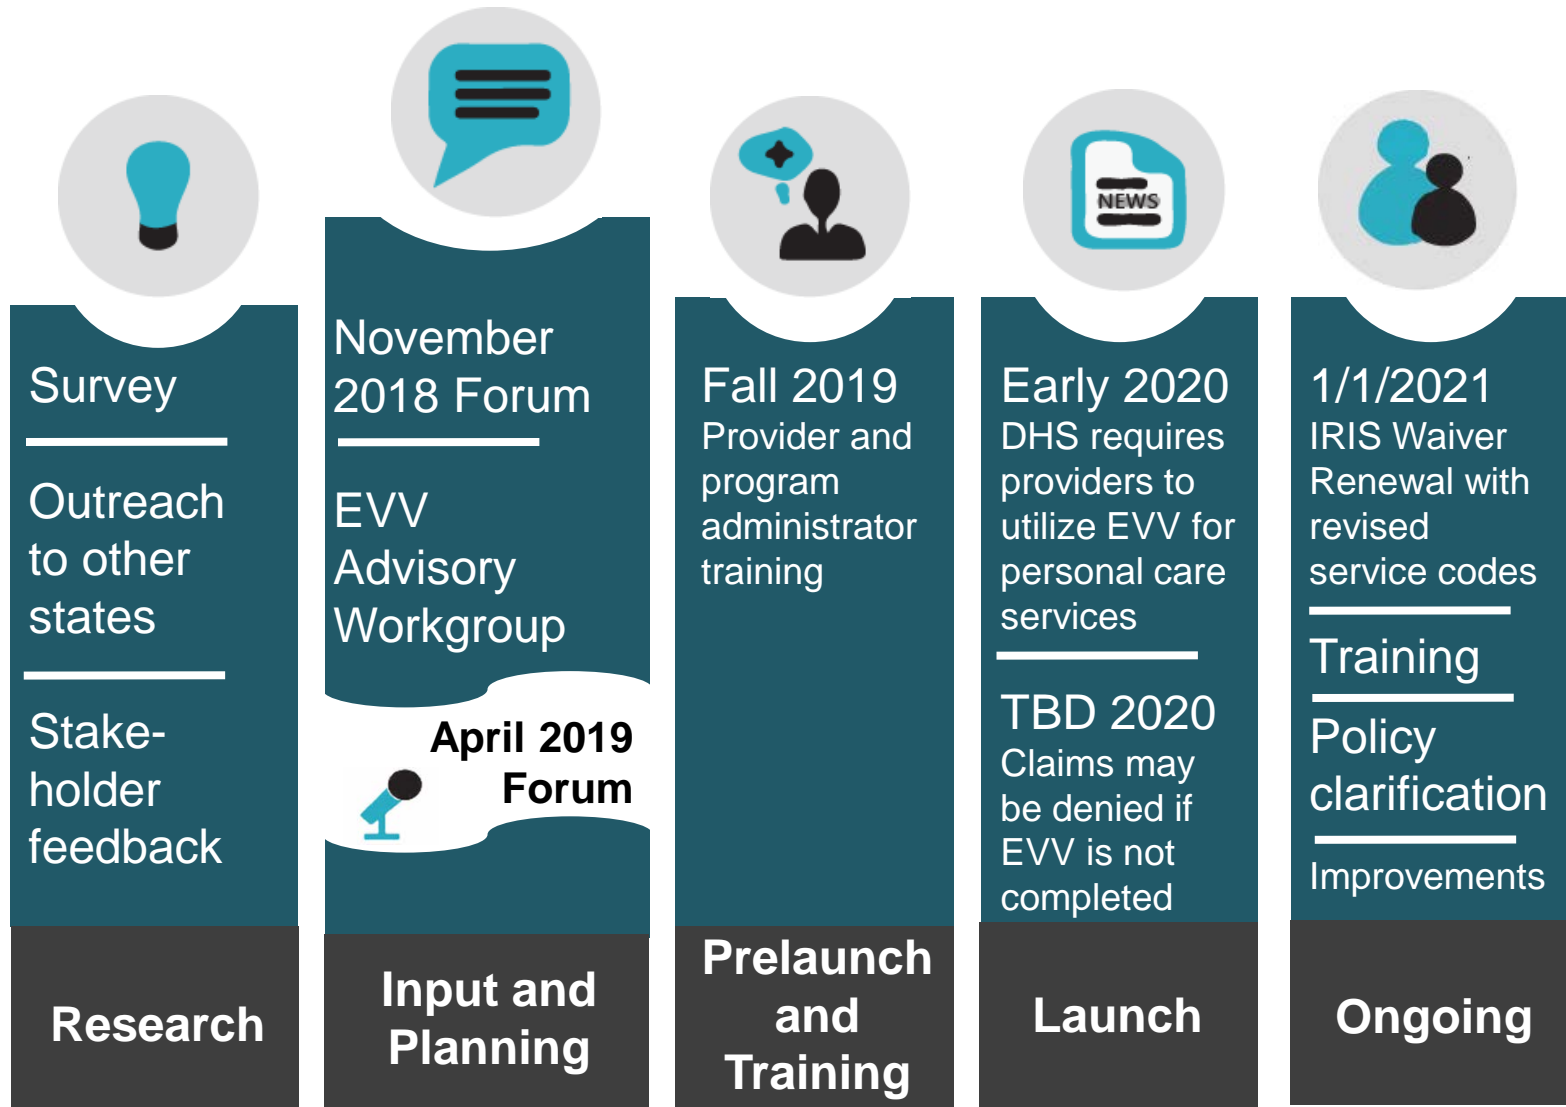 Survey
Outreach
to other
states
Stake-
holder
feedback
Research
November
2018 Forum
EVV
Advisory
Workgroup
April 2019
Forum
Input and
Planning
Fall 2019
Provider and
program
administrator
training
Prelaunch
and
Training
NEWS
Early 2020
DHS requires
providers to
utilize EVV for
personal care
services
TBD 2020
Claims may
be denied if
EVV is not
completed
Launch
1/1/2021
IRIS Waiver
Renewal with
revised
service codes
Training
Policy
clarification
Improvements
Ongoing